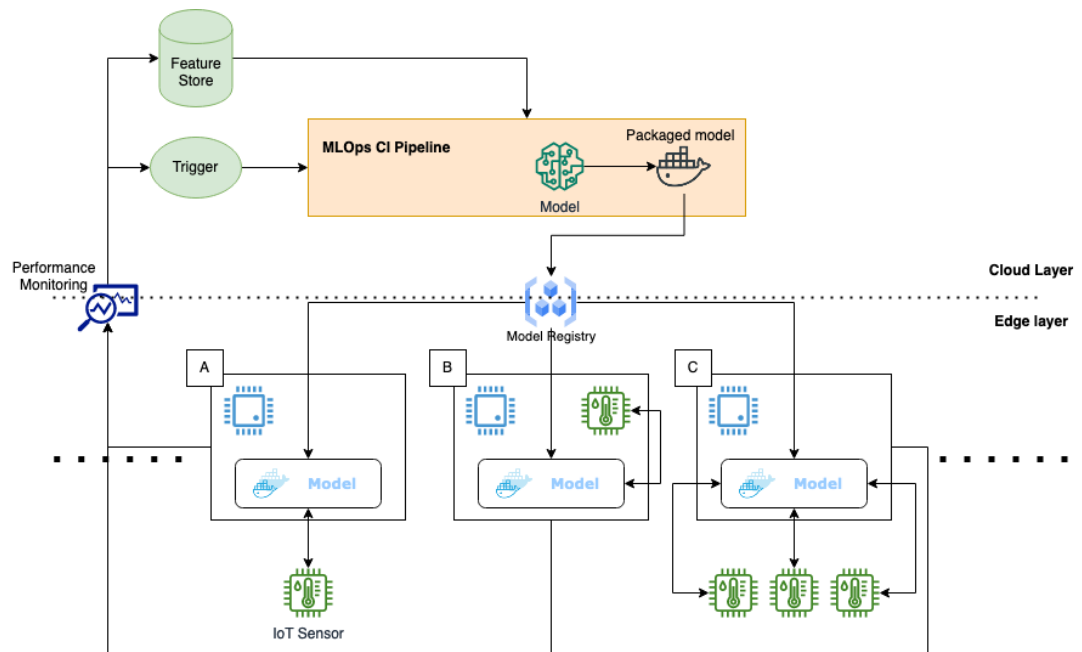 Feature
Store
Trigger
MLOps CI Pipeline
Packaged model
Model
Performance
Monitoring
Cloud Layer
Edge layer
Model Registry
A
B
C
Model
Model
Model
IoT Sensor